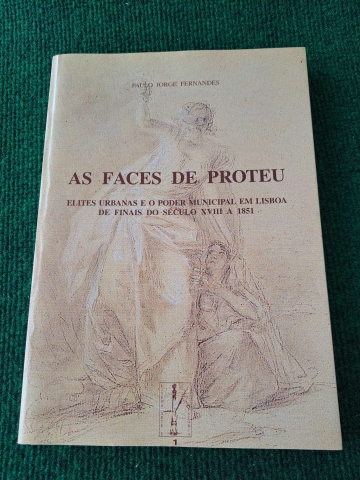 PAULO JORGE FERNANDES
AS FACES DE PROTEU
ELITES URBANAS E O PODER MUNICIPAL EM LISBOA
DE FINAIS DO SÉCULO XVIII A 1851
1